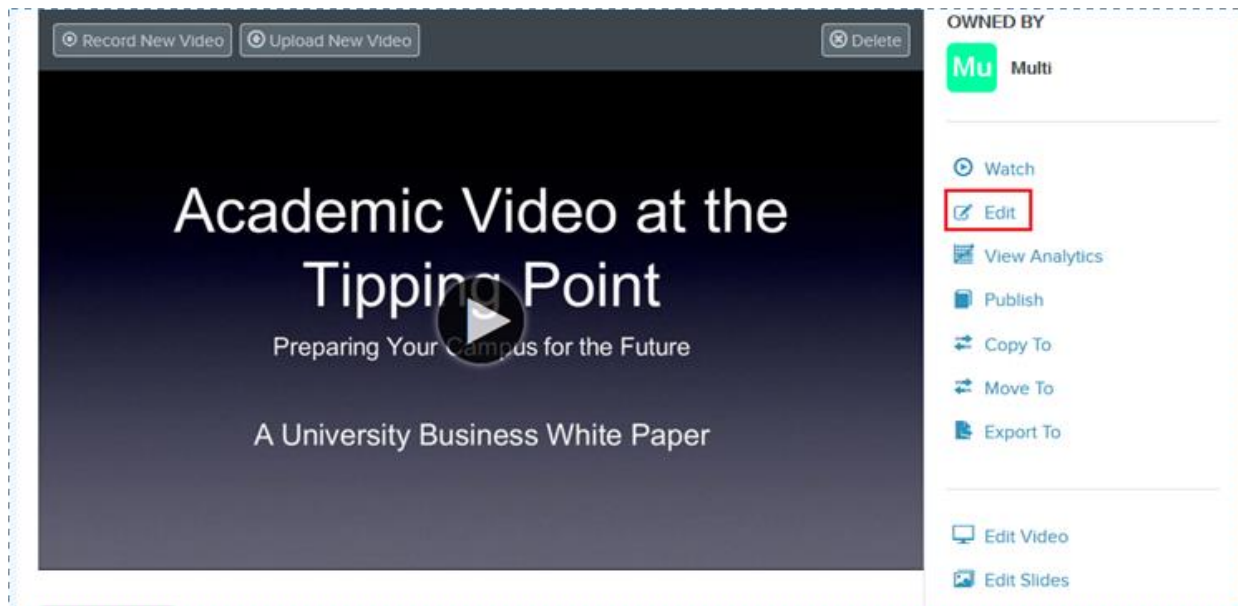 Record New Video
Upload New Video
Delete
Academic Video at the
Tipping Point
Preparing Your Campus for the Future
A University Business White Paper
OWNED BY
Mu
Multi
Watch
Edit
View Analytics
Publish
Copy To
Move To
Export To
Edit Video
Edit Slides